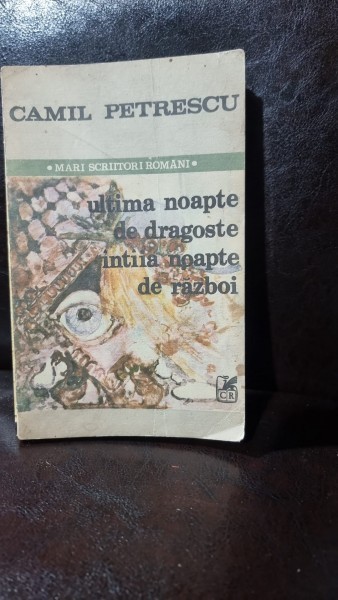 CAMIL PETRESCU
• MARI SCRIITORI ROMÂNI •
ultima noapte
de dragoste
întîia noapte
de război
CR